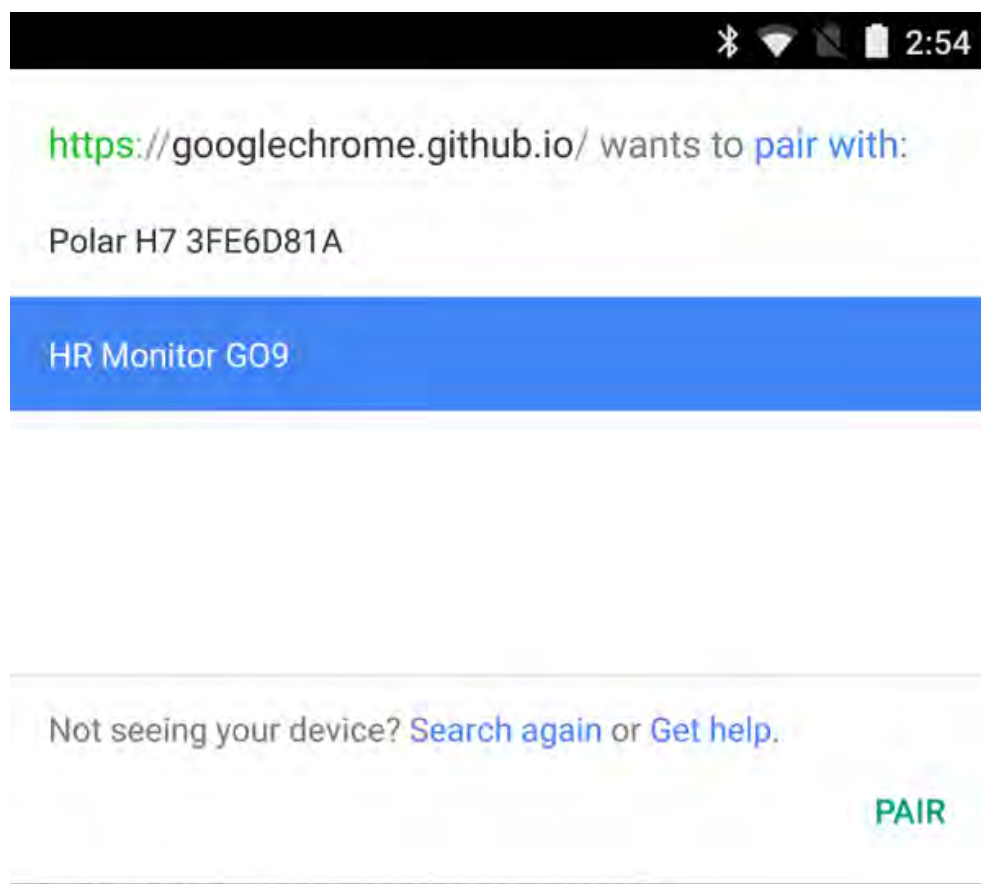 2:54
https://googlechrome.github.io/ wants to pair with:
Polar H7 3FE6D81A
HR Monitor GO9
Not seeing your device? Search again or Get help.
PAIR